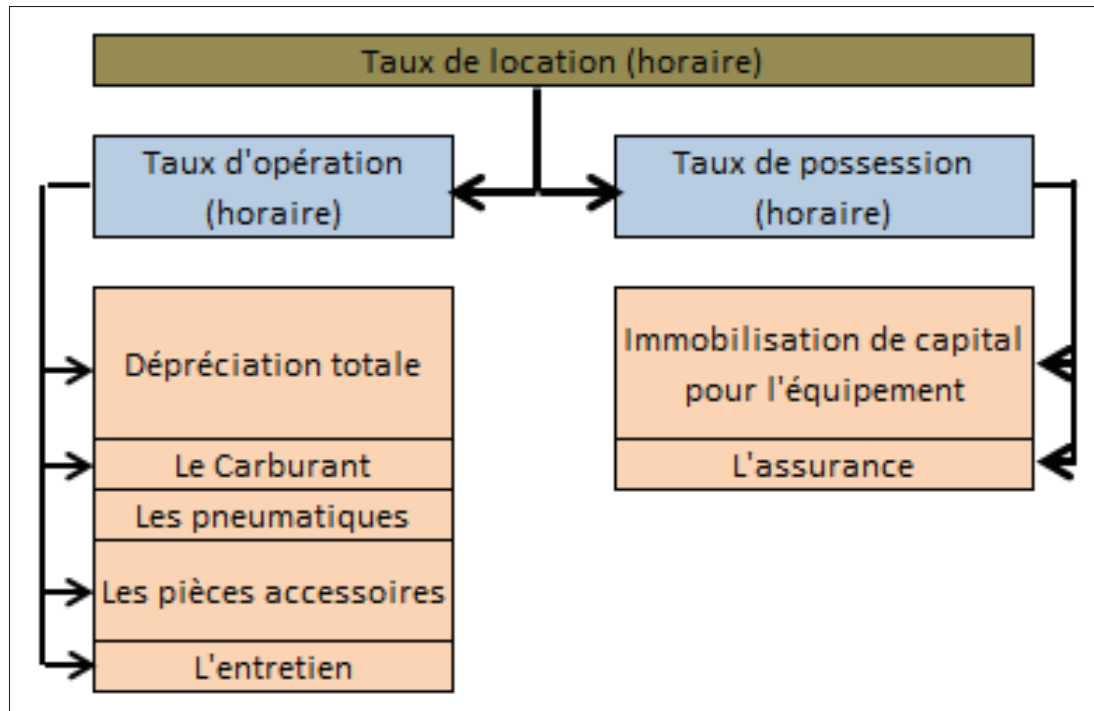 Taux de location (horaire)
Taux d'opération
(horaire)
Taux de possession
(horaire)
Dépréciation totale
Le Carburant
Les pneumatiques
Les pièces accessoires
L'entretien
Immobilisation de capital
pour l'équipement
L'assurance